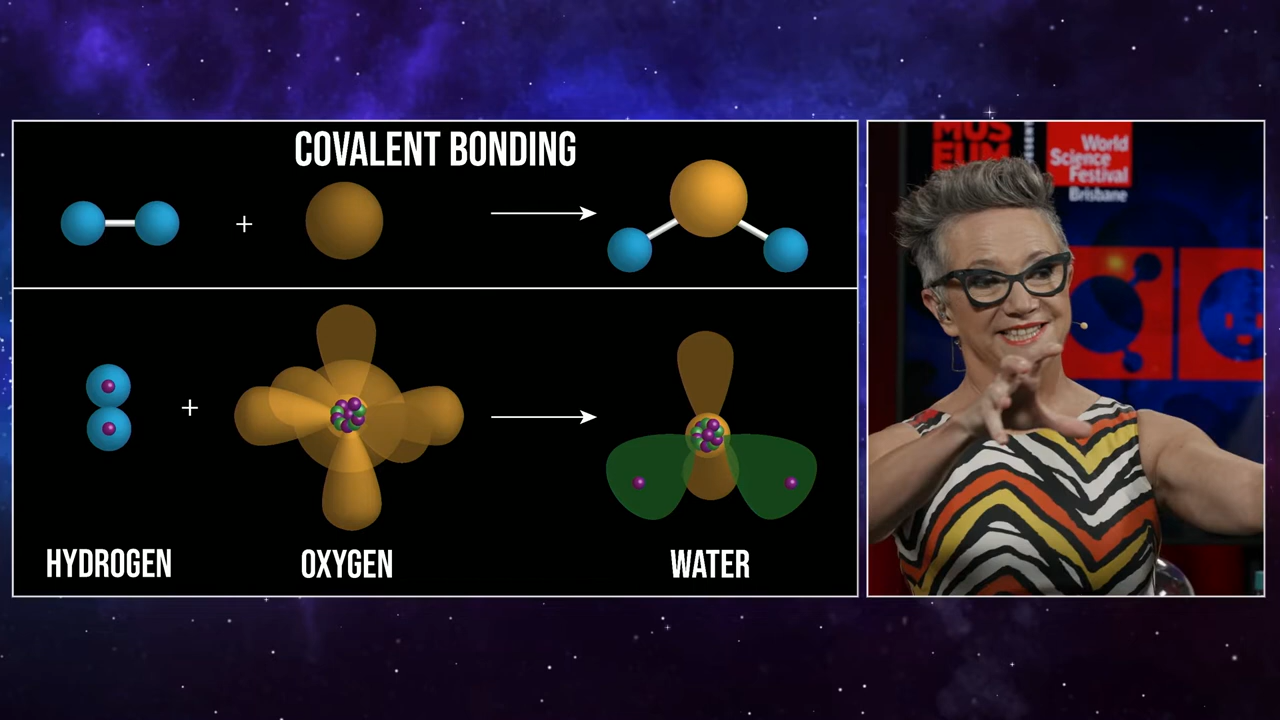 COVALENT BONDING
+
HYDROGEN
+
OXYGEN
WATER
MUS
EUM
World
Science
Festival
Brisbane